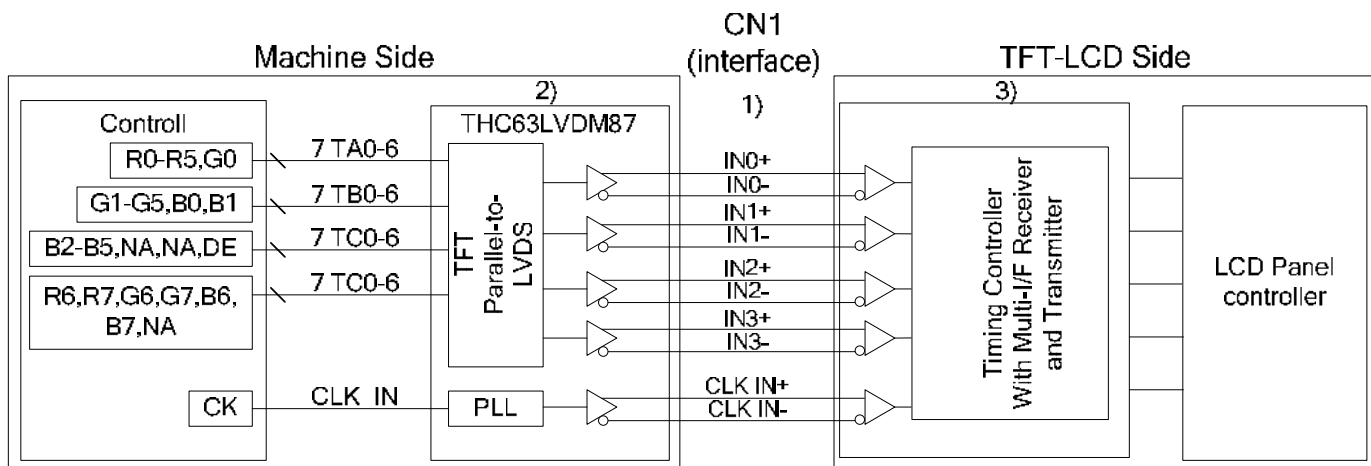 CN1
(interface)
Machine Side
TFT-LCD Side
1)
2)
3)
Controll
THC63LVDM87
R0-R5,G0
7 TA0-6
G1-G5,B0,B1
7 TB0-6
B2-B5,NA,NA,DE
7 TC0-6
R6,R7,G6,G7,B6,
B7,NA
7 TC0-6
CK
CLK IN
TFT
Parallel-to-
LVDS
PLL
IN0+
IN0-
IN1+
IN1-
IN2+
IN2-
IN3+
IN3-
CLK IN+
CLK IN-
Timing Controller
With Multi-I/F Receiver
and Transmitter
LCD Panel
controller